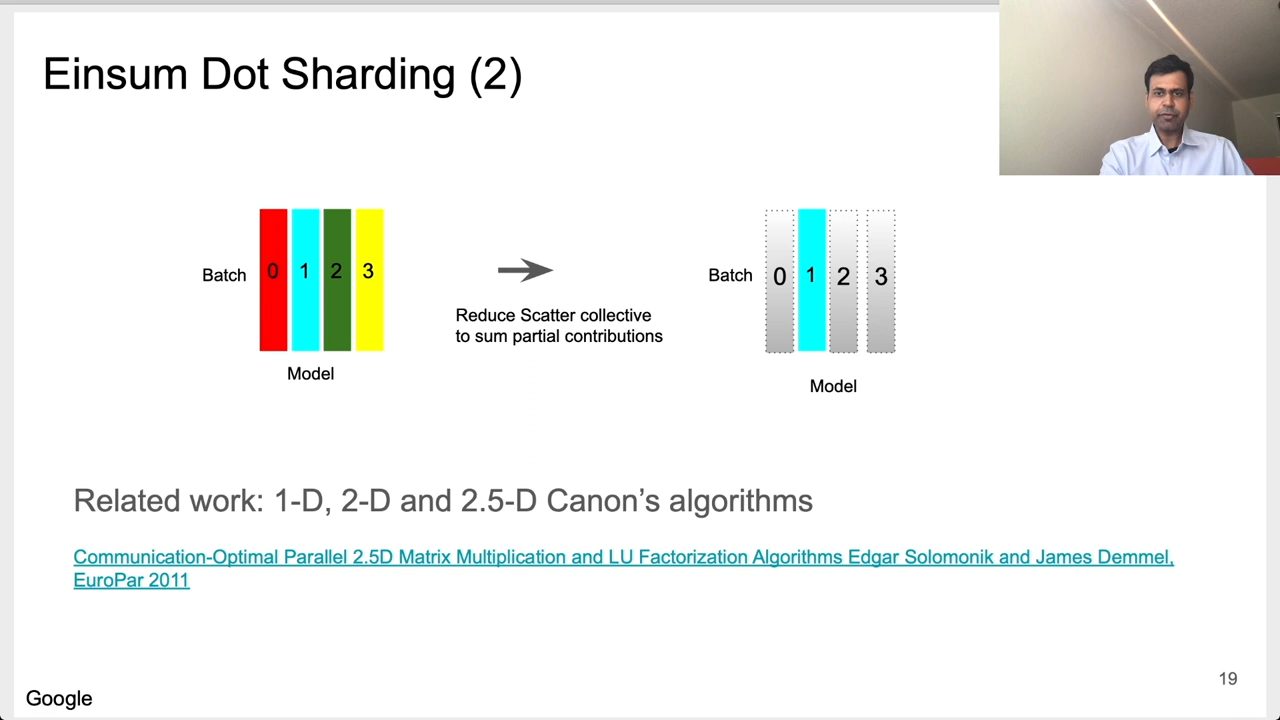 Einsum Dot Sharding (2)
Batch 0 1 2 3
Model
Reduce Scatter collective
to sum partial contributions
Batch 0 1 2 3
Model
Related work: 1-D, 2-D and 2.5-D Canon's algorithms
Communication-Optimal Parallel 2.5D Matrix Multiplication and LU Factorization Algorithms Edgar Solomonik and James Demmel,
EuroPar 2011
19
Google